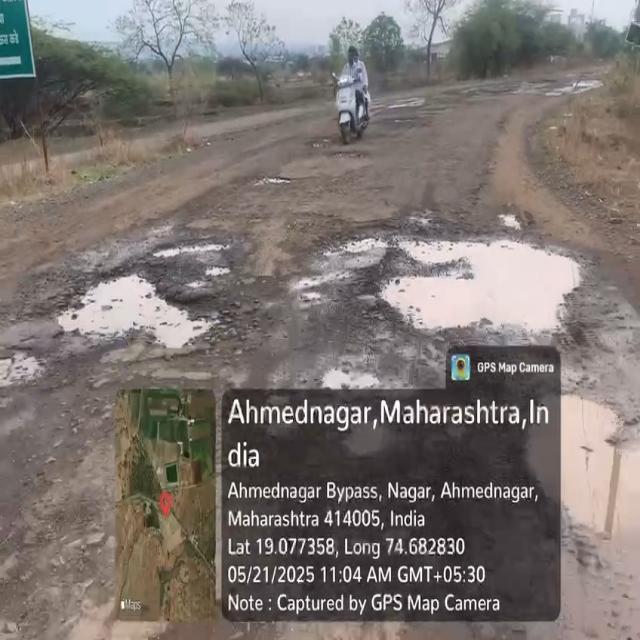 GPS Map Camera
Ahmednagar,Maharashtra,In
dia
Ahmednagar Bypass, Nagar, Ahmednagar,
Maharashtra 414005, India
Lat 19.077358, Long 74.682830
05/21/2025 11:04 AM GMT+05:30
Note : Captured by GPS Map Camera
Maps